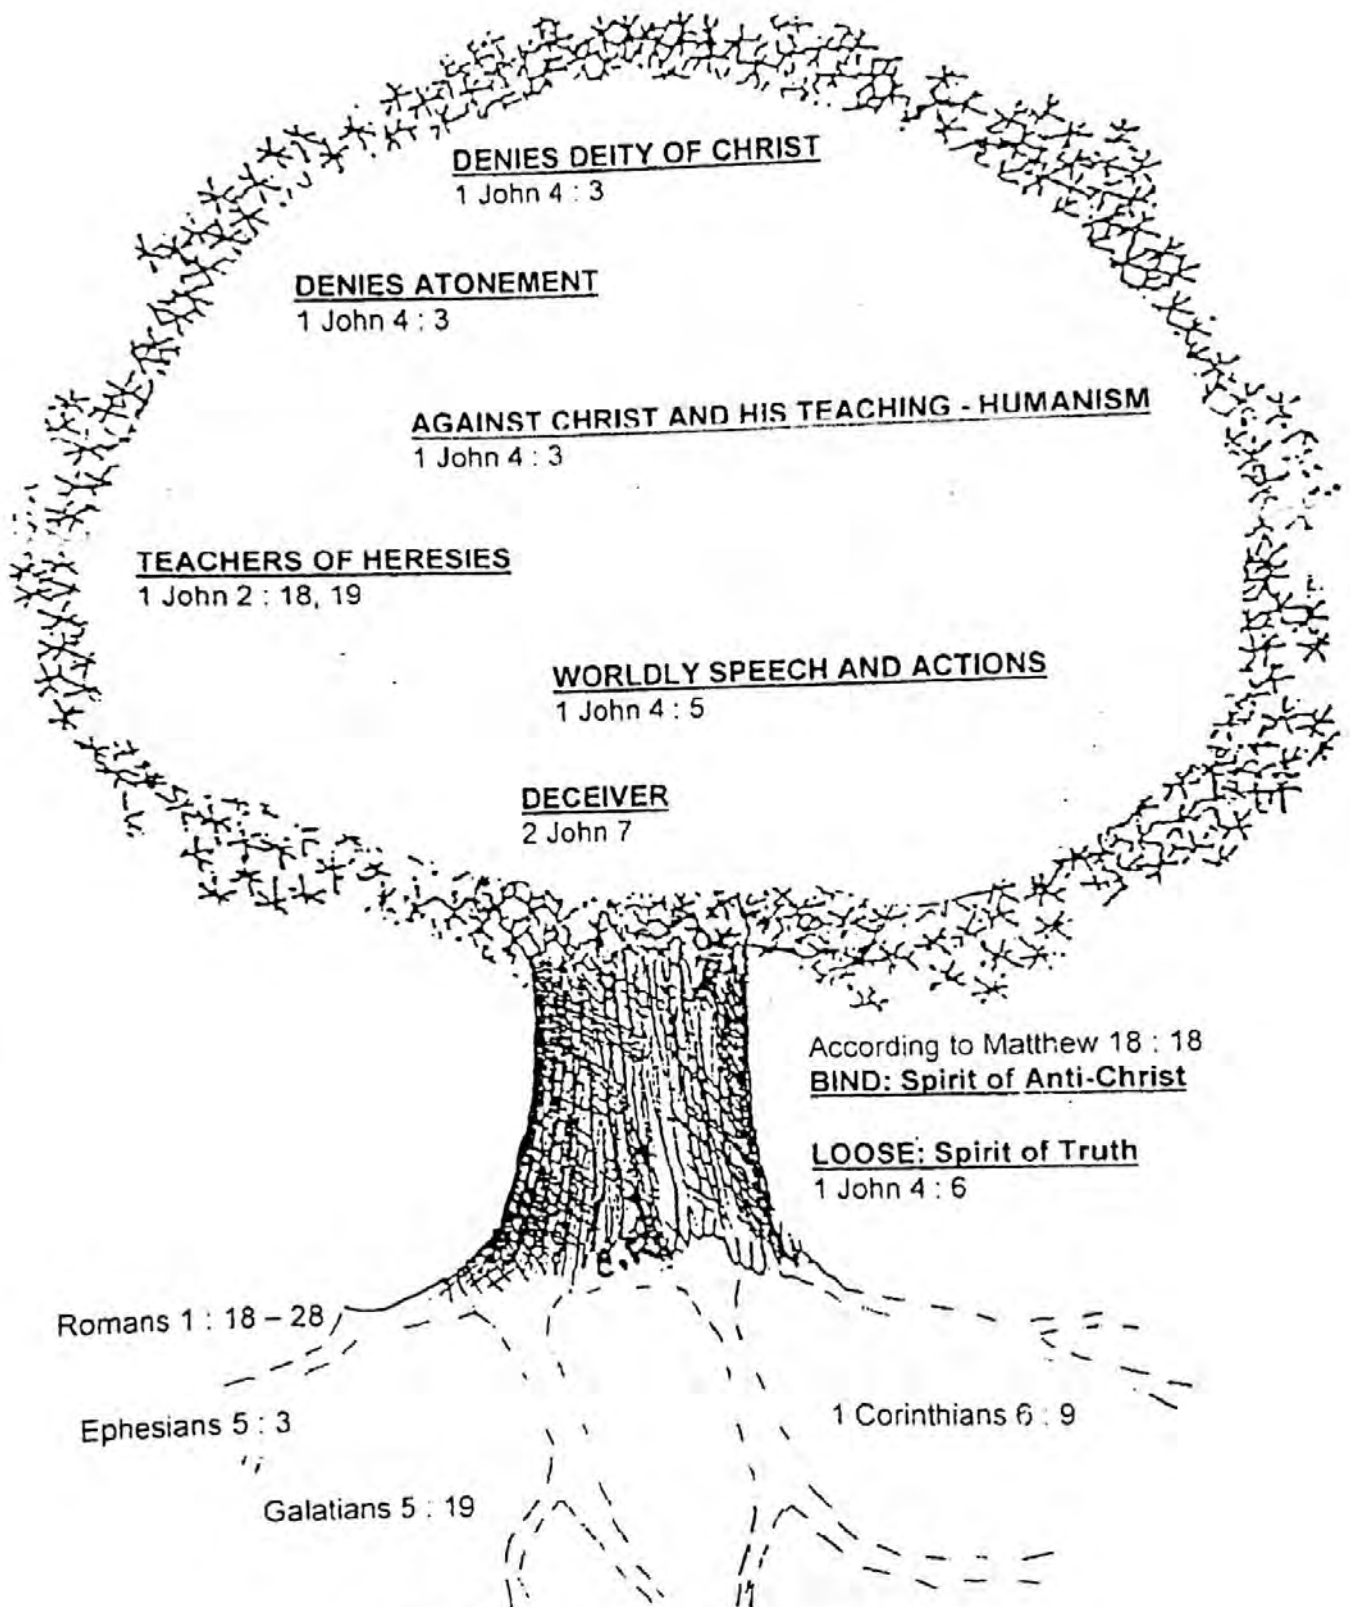 DENIES DEITY OF CHRIST
1 John 4 : 3
DENIES ATONEMENT
1 John 4 : 3
AGAINST CHRIST AND HIS TEACHING - HUMANISM
1 John 4 : 3
TEACHERS OF HERESIES
1 John 2 : 18, 19
WORLDLY SPEECH AND ACTIONS
1 John 4 : 5
DECEIVER
2 John 7
According to Matthew 18 : 18
BIND: Spirit of Anti-Christ
LOOSE: Spirit of Truth
1 John 4 : 6
Romans 1 : 18 – 28
Ephesians 5 : 3
1 Corinthians 6 : 9
Galatians 5 : 19